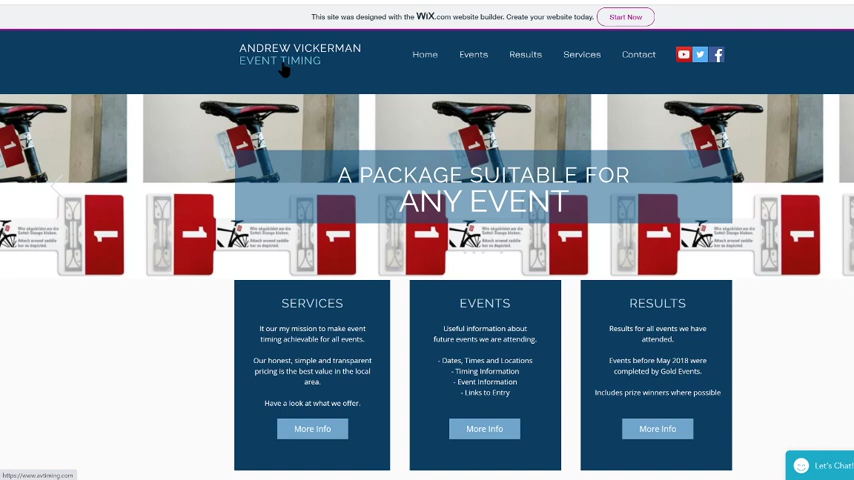 This site was designed with the WiX.com website builder. Create your website today. Start Now
ANDREW VICKERMAN
EVENT TIMING
Home Events Results Services Contact
A PACKAGE SUITABLE FOR
ANY EVENT
SERVICES
It our my mission to make event
timing achievable for all events.
Our honest, simple and transparent
pricing is the best value in the local
area.
Have a look at what we offer.
More Info
EVENTS
Useful information about
future events we are attending.
- Dates, Times and Locations
- Timing Information
- Event Information
- Links to Entry
More Info
RESULTS
Results for all events we have
attended.
Events before May 2018 were
completed by Gold Events.
Includes prize winners where possible
More Info
Let's Chat!
https://www.avtiming.com